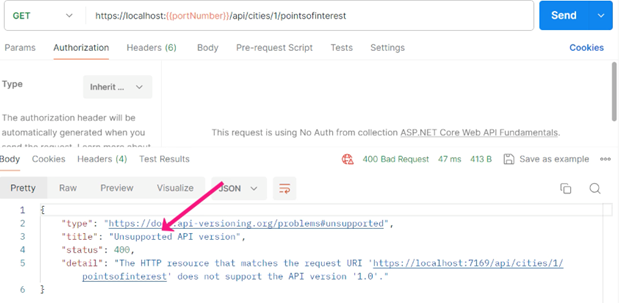 GET https://localhost:{{portNumber}}/api/cities/1/pointsofinterest Send
Params Authorization Headers (6) Body Pre-request Script Tests Settings Cookies
Type Inherit ...
The authorization header will be
automatically generated when you
send the request. Learn more about
This request is using No Auth from collection ASP.NET Core Web API Fundamentals.
Body Cookies Headers (4) Test Results 400 Bad Request 47 ms 413 B Save as example
Pretty Raw Preview Visualize JSON
1 {
2 "type": "https:// .api-versioning.org/problems#unsupported",
3 "title": "Unsupported API version",
4 "status": 400,
5 "detail": "The HTTP resource that matches the request URI 'https://localhost:7169/api/cities/1/
pointsofinterest' does not support the API version '1.0'."
6 }